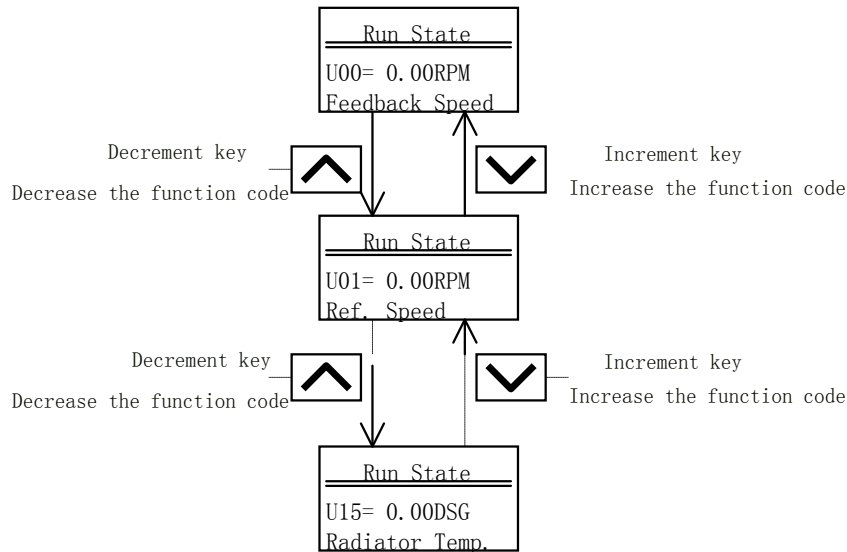 Run State
U00= 0.00RPM
Feedback Speed
Decrement key
Decrease the function code
Increment key
Increase the function code
Run State
U01= 0.00RPM
Ref. Speed
Decrement key
Decrease the function code
Increment key
Increase the function code
Run State
U15= 0.00DSG
Radiator Temp.